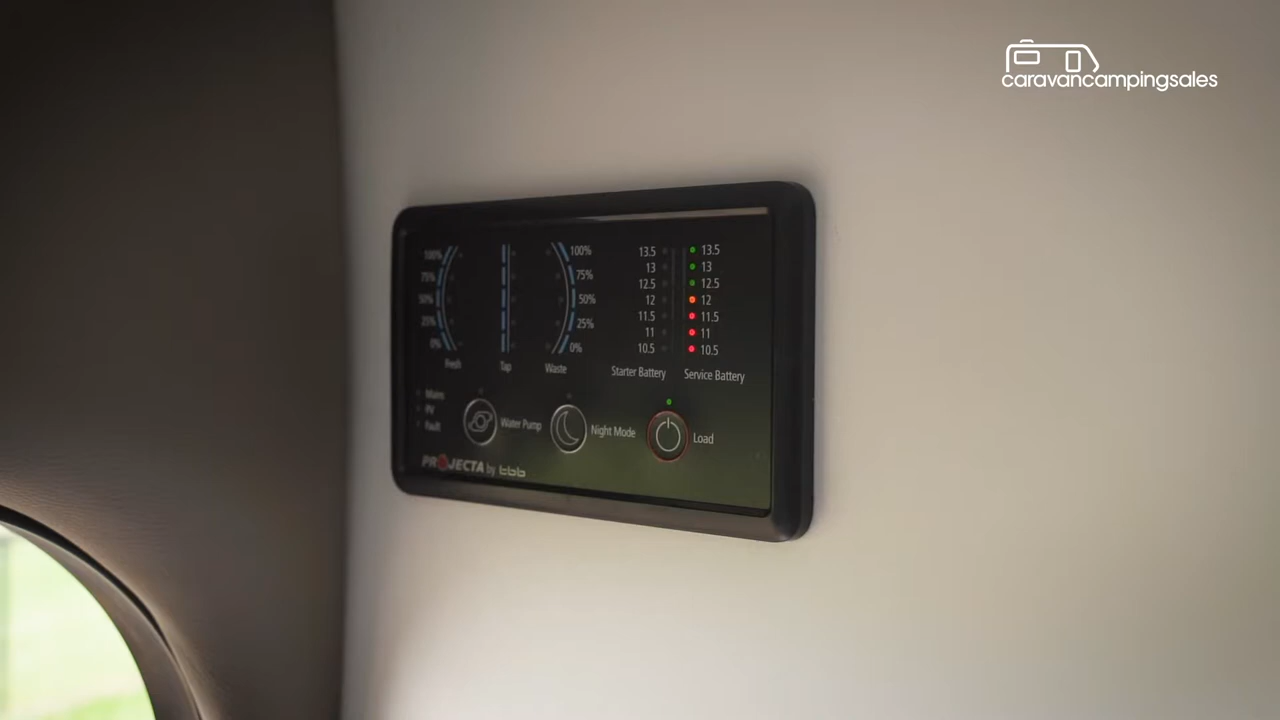 caravancampingsales
100% 100% 13.5 13.5
75% 75% 13 13
12.5 12.5
50% 50% 12 12
25% 25% 11.5 11.5
11 11
0% 0% 10.5 10.5
Fresh Tap Waste Starter Battery Service Battery
Mains
PV
Fault
Water Pump Night Mode Load
PROJECTA by tbb